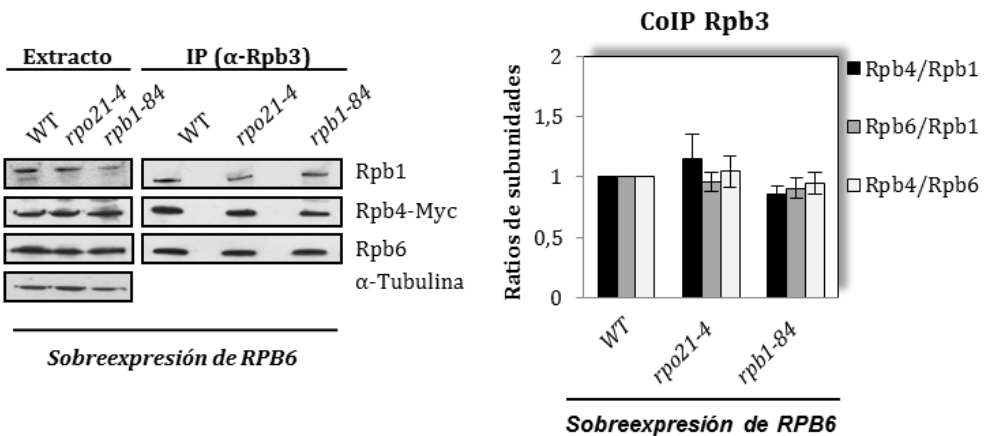 Extracto
IP (α-Rpb3)
WT
rpo21-4
rpb1-84
WT
rpo21-4
rpb1-84
Rpb1
Rpb4-Myc
Rpb6
α-Tubulina
Sobreexpresión de RPB6
CoIP Rpb3
Ratios de subunidades
2
1,5
1
0,5
0
WT
rpo21-4
rpb1-84
Rpb4/Rpb1
Rpb6/Rpb1
Rpb4/Rpb6
Sobreexpresión de RPB6